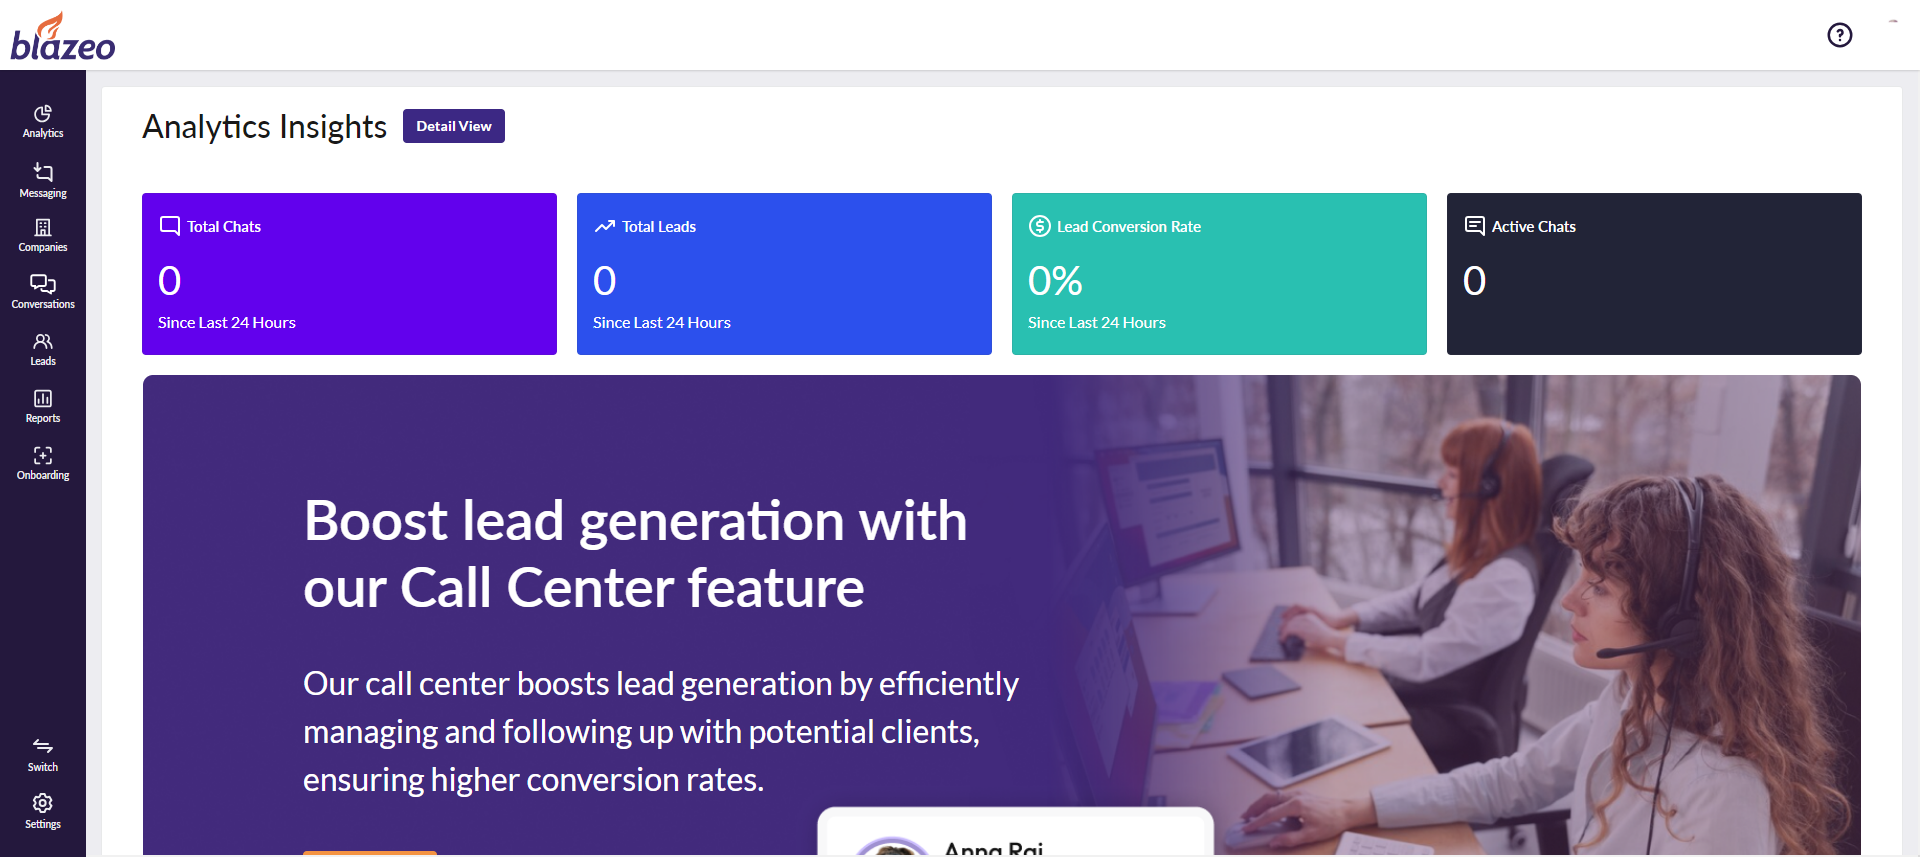 blazeo
Analytics Insights
Detail View
Analytics
Messaging
Companies
Conversations
Leads
Reports
Onboarding
Switch
Settings
Total Chats
0
Since Last 24 Hours
Total Leads
0
Since Last 24 Hours
Lead Conversion Rate
0%
Since Last 24 Hours
Active Chats
0
Boost lead generation with
our Call Center feature
Our call center boosts lead generation by efficiently
managing and following up with potential clients,
ensuring higher conversion rates.
Anna Rai